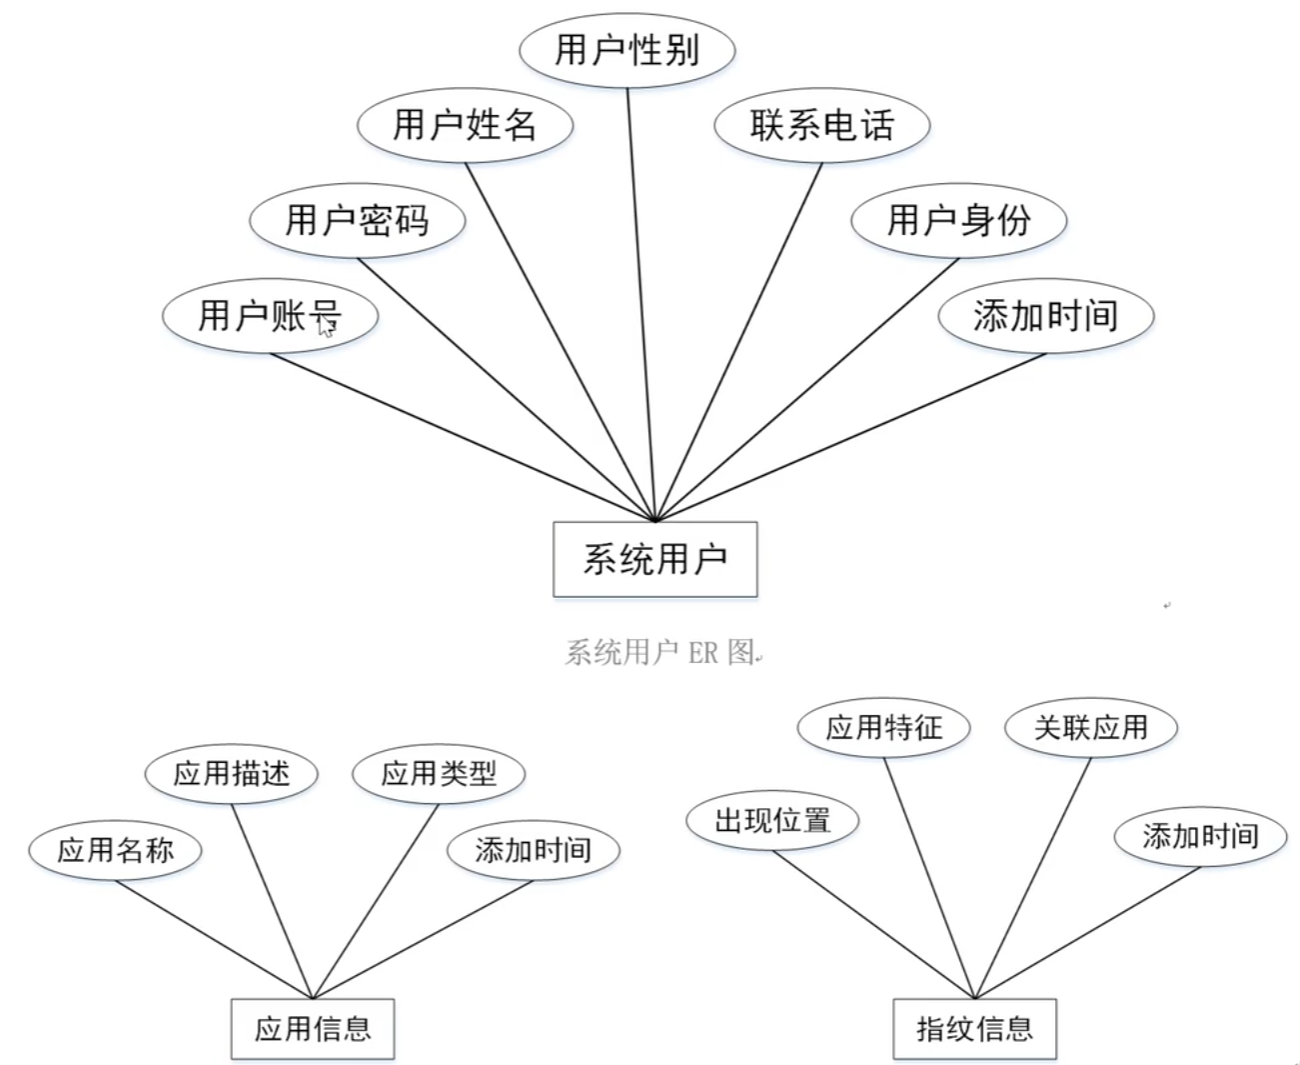 用户性别
用户姓名
联系电话
用户密码
用户身份
用户账号
添加时间
系统用户
系统用户 ER 图
应用特征
关联应用
应用描述
应用类型
出现位置
添加时间
应用名称
添加时间
应用信息
指纹信息